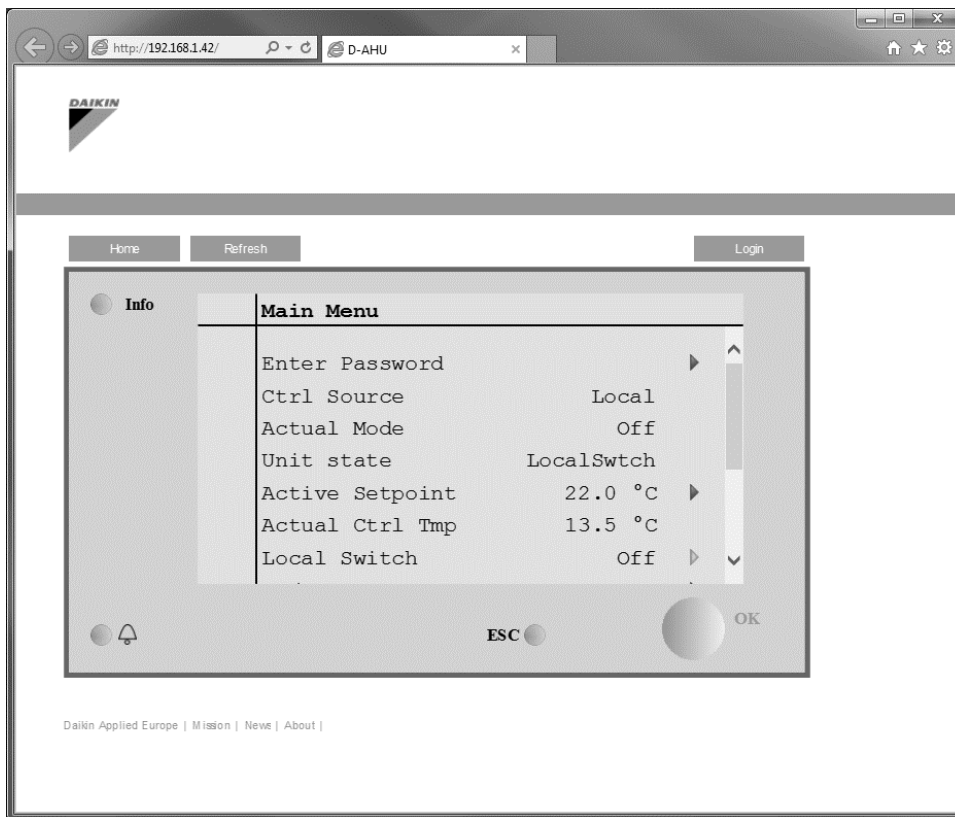 http://192.168.1.42/
D-AHU
DAIKIN
Home Refresh Login
Info
Main Menu
Enter Password
Ctrl Source Local
Actual Mode Off
Unit state LocalSwtch
Active Setpoint 22.0 °C
Actual Ctrl Tmp 13.5 °C
Local Switch Off
ESC
OK
Daikin Applied Europe | Mission | News | About |